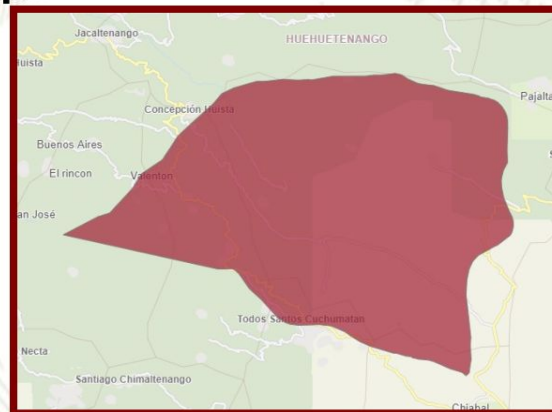 Jacaltenango
HUEHUETENANGO
Huista
Concepción Huista
Pajalta
Buenos Aires
El rincon
Valenton
an José
Todos Santos Cuchumatan
Necta
Santiago Chimaltenango
Chiabal